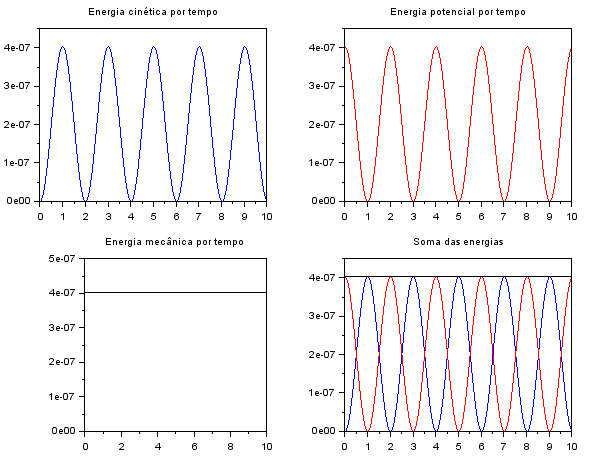 Energia cinética por tempo
4e-07
3e-07
2e-07
1e-07
0e00
0 1 2 3 4 5 6 7 8 9 10
Energia potencial por tempo
4e-07
3e-07
2e-07
1e-07
0e00
0 1 2 3 4 5 6 7 8 9 10
Energia mecânica por tempo
5e-07
4e-07
3e-07
2e-07
1e-07
0e00
0 2 4 6 8 10
Soma das energias
4e-07
3e-07
2e-07
1e-07
0e00
0 1 2 3 4 5 6 7 8 9 10